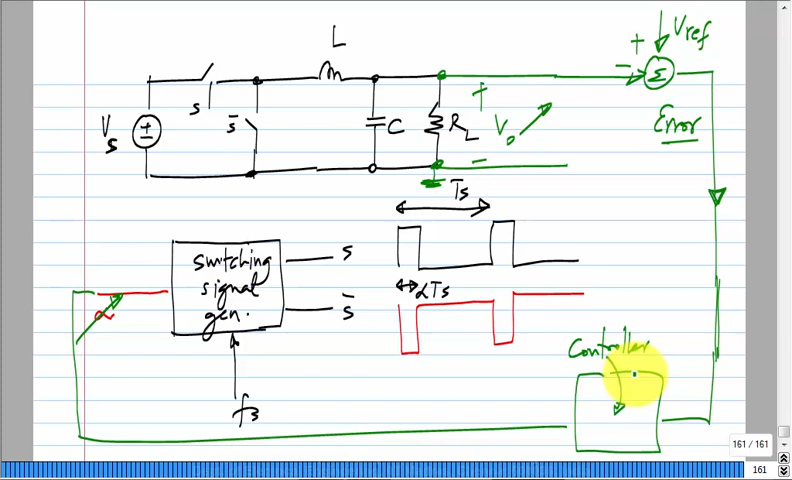 L
Vref
+
-
Σ
S
S̄
Vs
+
-
C
RL
+
Vo
-
Error
Ts
switching
signal
gen.
S
S̄
αTs
α
Controller
fs
161 / 161
161